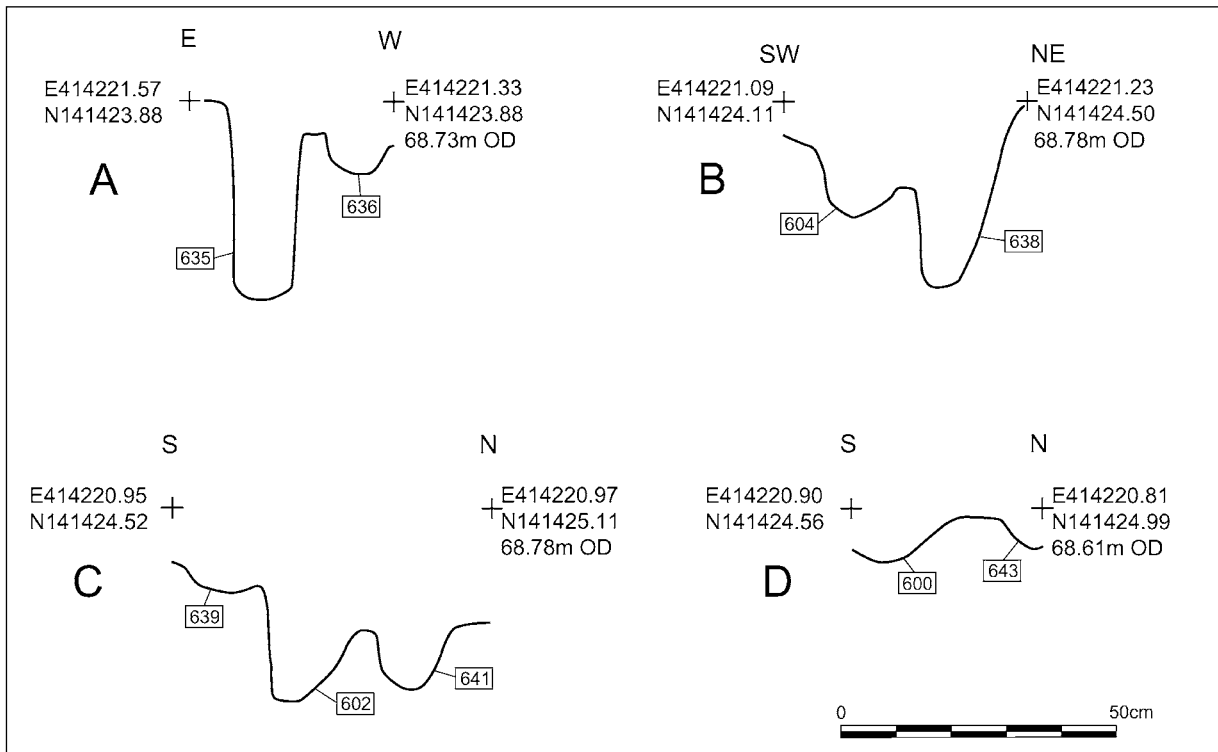 E
W
E414221.57
N141423.88
E414221.33
N141423.88
68.73m OD
A
635
636
SW
NE
E414221.09
N141424.11
E414221.23
N141424.50
68.78m OD
B
604
638
S
N
E414220.95
N141424.52
E414220.97
N141425.11
68.78m OD
C
639
602
641
S
N
E414220.90
N141424.56
E414220.81
N141424.99
68.61m OD
D
600
643
0
50cm